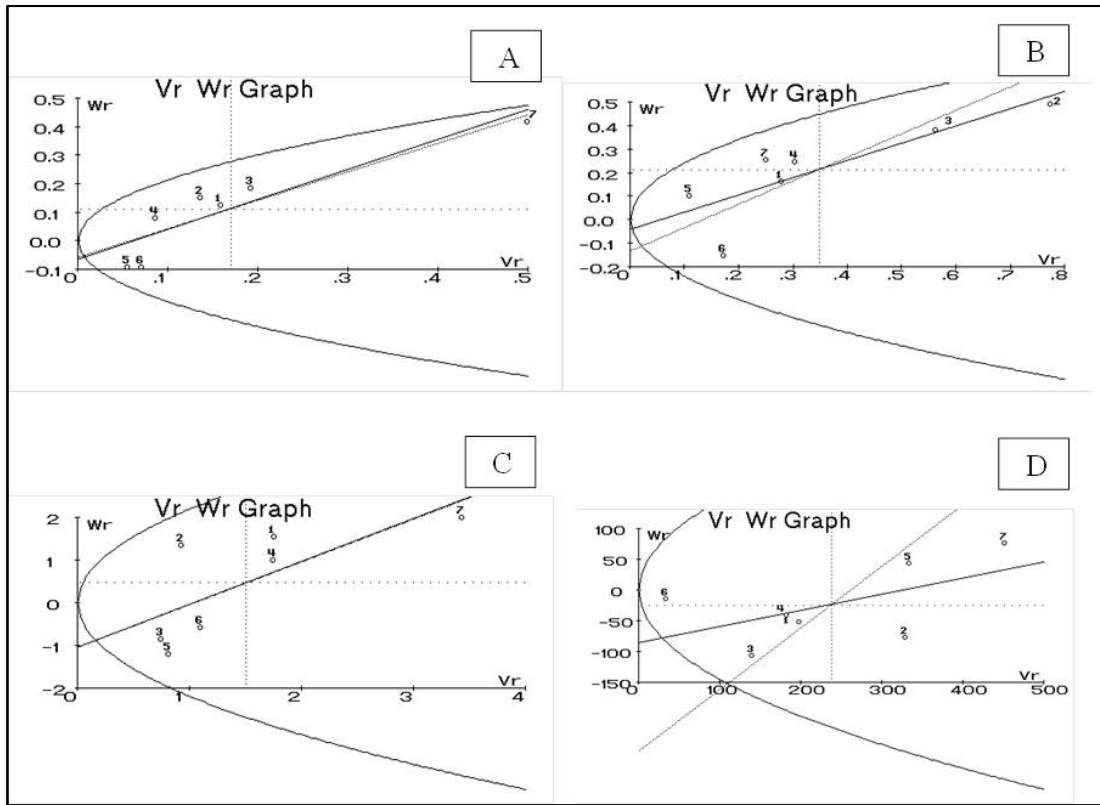 A
Vr Wr Graph
0.5 Wr
0.4
0.3
0.2
0.1
0.0
-0.1
7
3
2
1
4
5 6
Vr
0 .1 .2 .3 .4 .5
B
Vr Wr Graph
0.5 Wr
0.4
0.3
0.2
0.1
0.0
-0.1
-0.2
2
3
7 4
1
5
6
Vr
0 .1 .2 .3 .4 .5 .6 .7 .8
C
Vr Wr Graph
2 Wr
1
0
-1
-2
7
1
2
4
6
3
5
Vr
0 1 2 3 4
D
Vr Wr Graph
100 Wr
50
0
-50
-100
-150
7
5
6
4
1
2
3
Vr
0 100 200 300 400 500